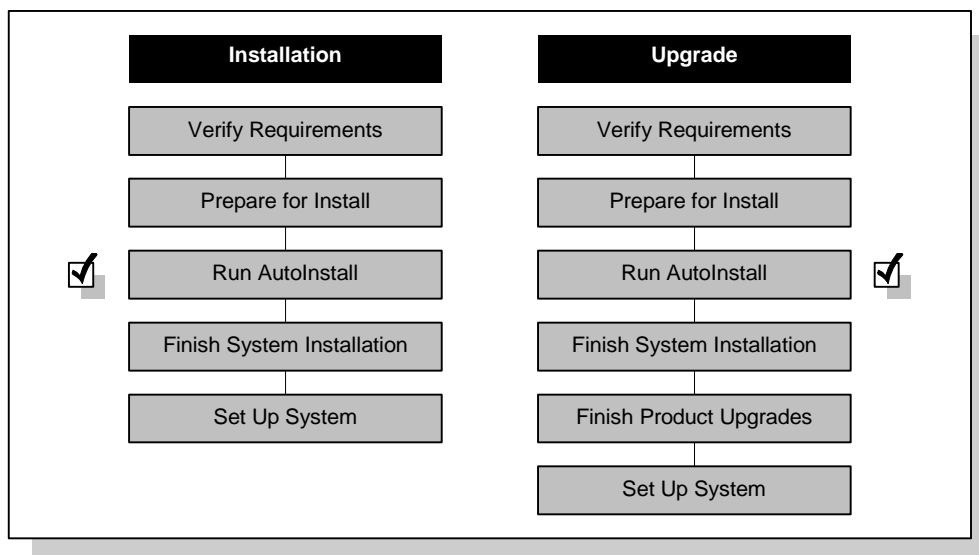 Installation
Verify Requirements
Prepare for Install
Run AutoInstall
Finish System Installation
Set Up System
Upgrade
Verify Requirements
Prepare for Install
Run AutoInstall
Finish System Installation
Finish Product Upgrades
Set Up System